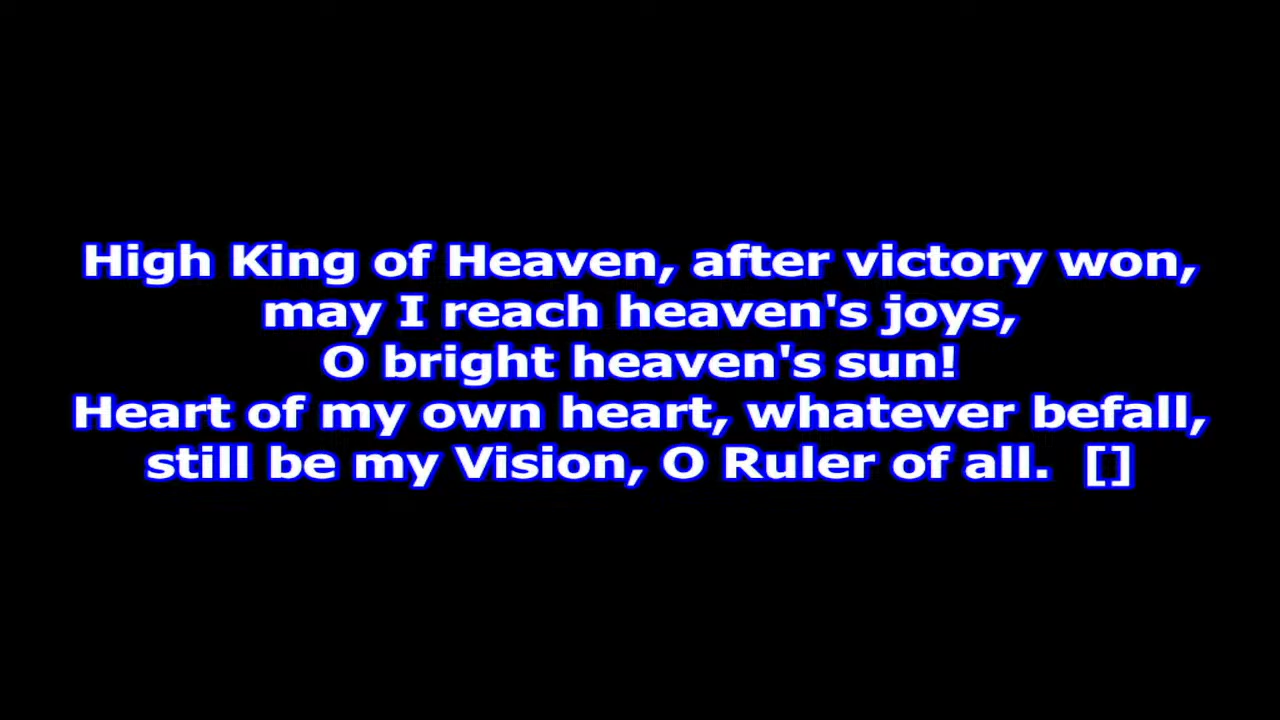 High King of Heaven, after victory won,
may I reach heaven's joys,
O bright heaven's sun!
Heart of my own heart, whatever befall,
still be my Vision, O Ruler of all.  []